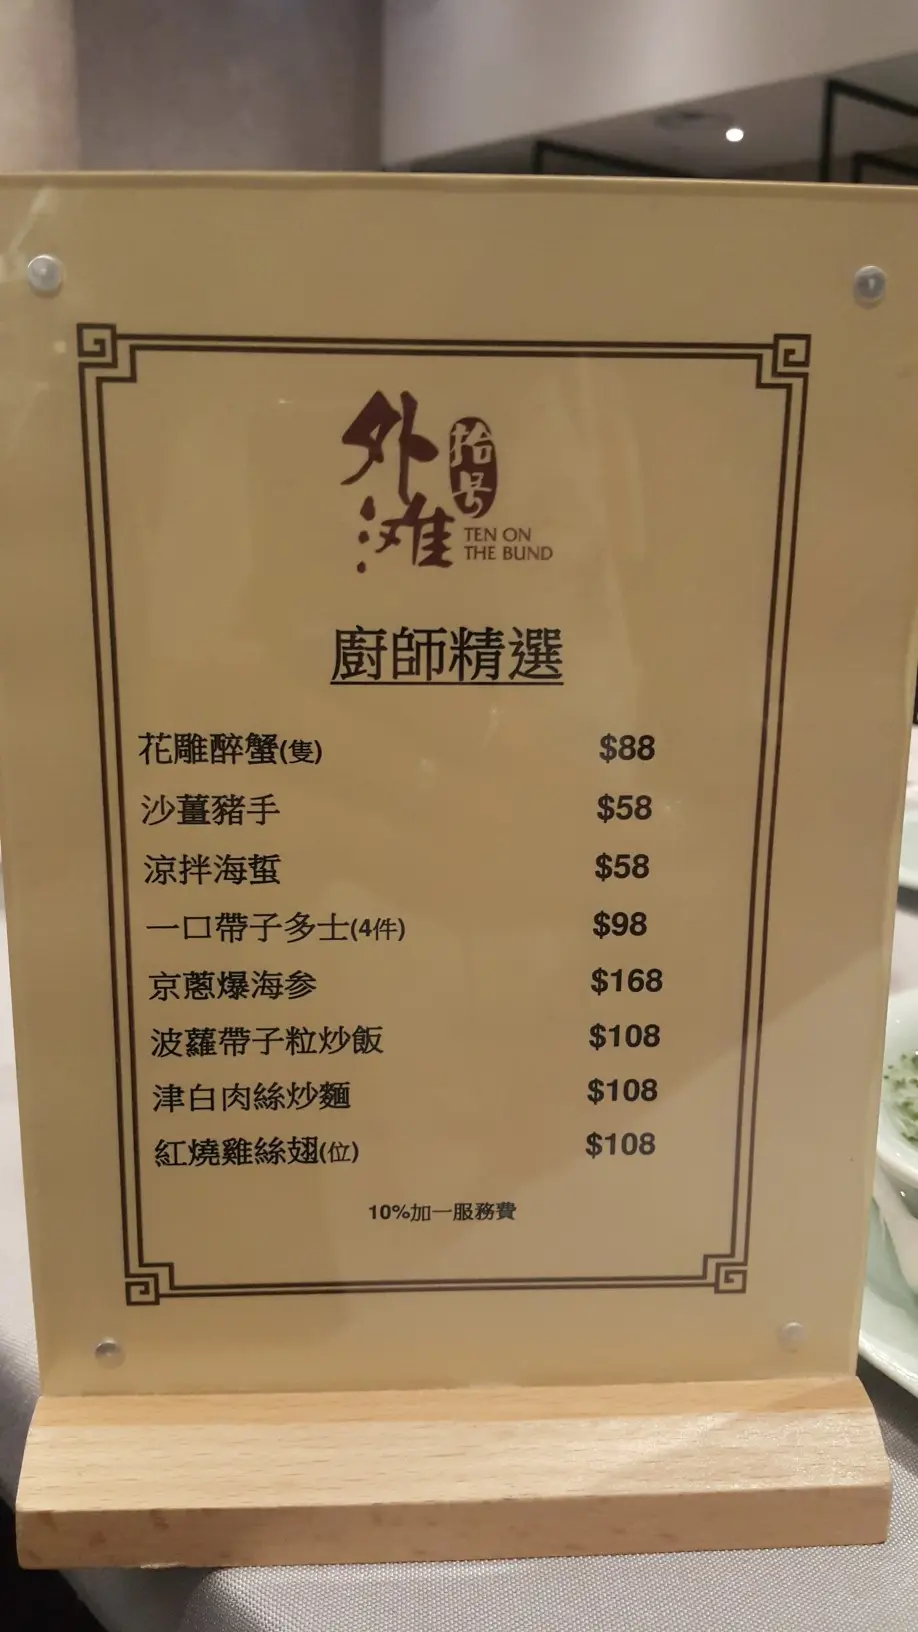 外灘
拾号
TEN ON
THE BUND
廚師精選
花雕醉蟹(隻) $88
沙薑豬手 $58
涼拌海蜇 $58
一口帶子多士(4件) $98
京蔥爆海參 $168
波蘿帶子粒炒飯 $108
津白肉絲炒麵 $108
紅燒雞絲翅(位) $108
10%加一服務費